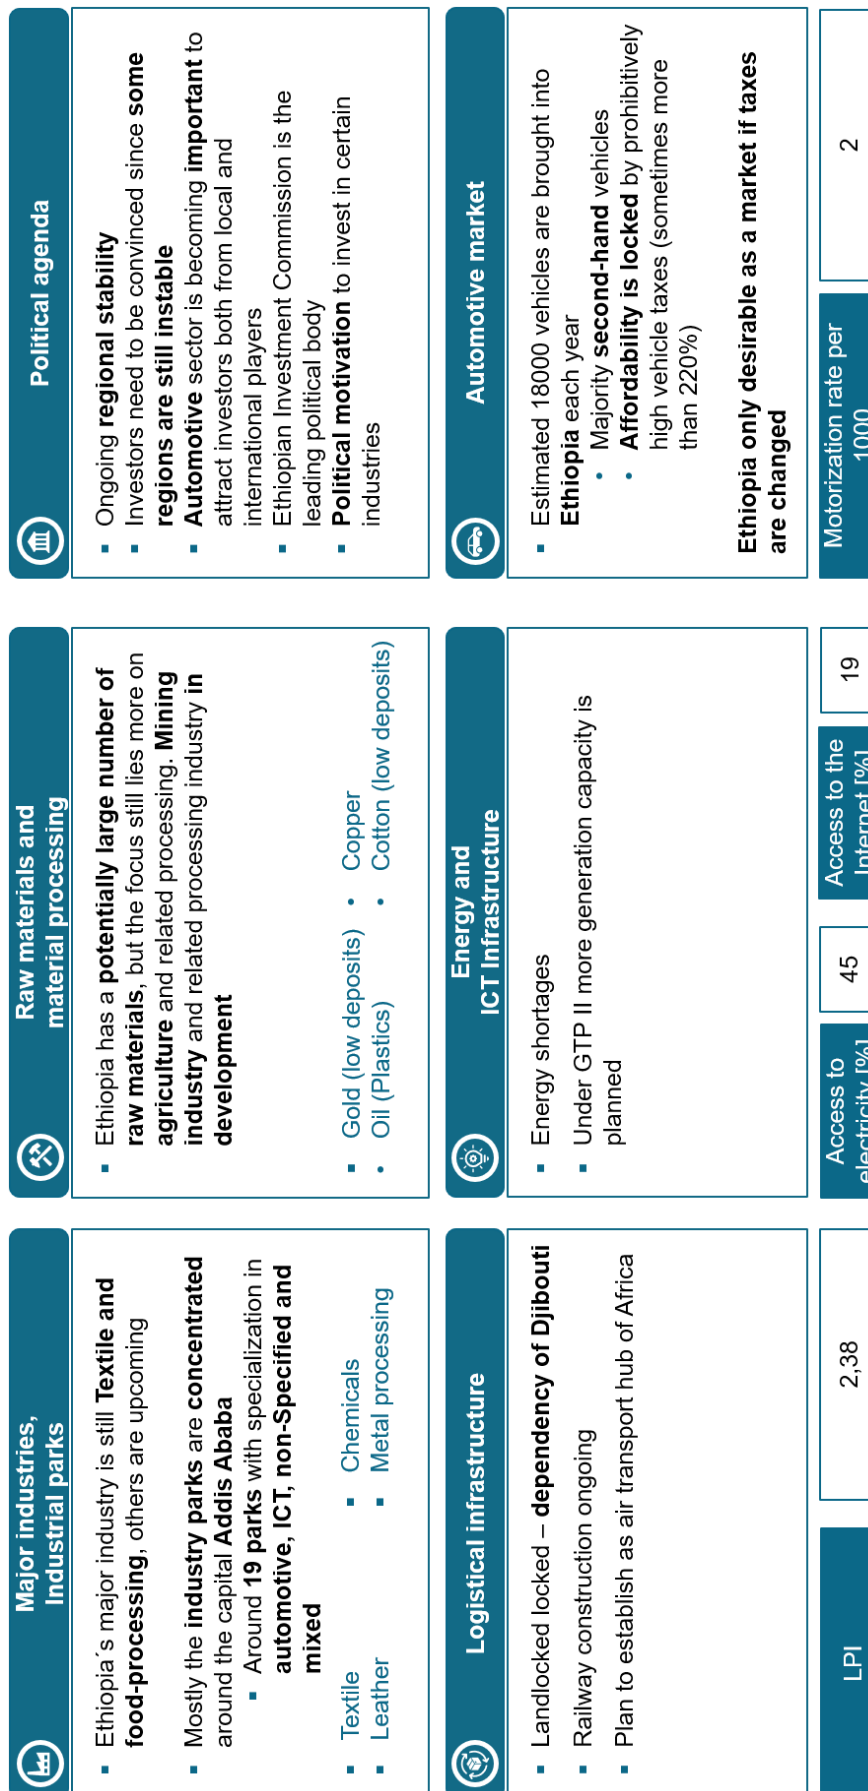 Major industries,
Industrial parks
Ethiopia´s major industry is still Textile and
food-processing, others are upcoming
Mostly the industry parks are concentrated
around the capital Addis Ababa
Around 19 parks with specialization in
automotive, ICT, non-Specified and
mixed
Textile
Leather
Chemicals
Metal processing
Raw materials and
material processing
Ethiopia has a potentially large number of
raw materials, but the focus still lies more on
agriculture and related processing. Mining
industry and related processing industry in
development
Gold (low deposits)
Oil (Plastics)
Copper
Cotton (low deposits)
Political agenda
Ongoing regional stability
Investors need to be convinced since some
regions are still instable
Automotive sector is becoming important to
attract investors both from local and
international players
Ethiopian Investment Commission is the
leading political body
Political motivation to invest in certain
industries
Logistical infrastructure
Landlocked locked – dependency of Djibouti
Railway construction ongoing
Plan to establish as air transport hub of Africa
Energy and
ICT Infrastructure
Energy shortages
Under GTP II more generation capacity is
planned
Automotive market
Estimated 18000 vehicles are brought into
Ethiopia each year
Majority second-hand vehicles
Affordability is locked by prohibitively
high vehicle taxes (sometimes more
than 220%)
Ethiopia only desirable as a market if taxes
are changed
LPI
2,38
Access to
electricity [%]
45
Access to the
Internet [%]
19
Motorization rate per
1000
2